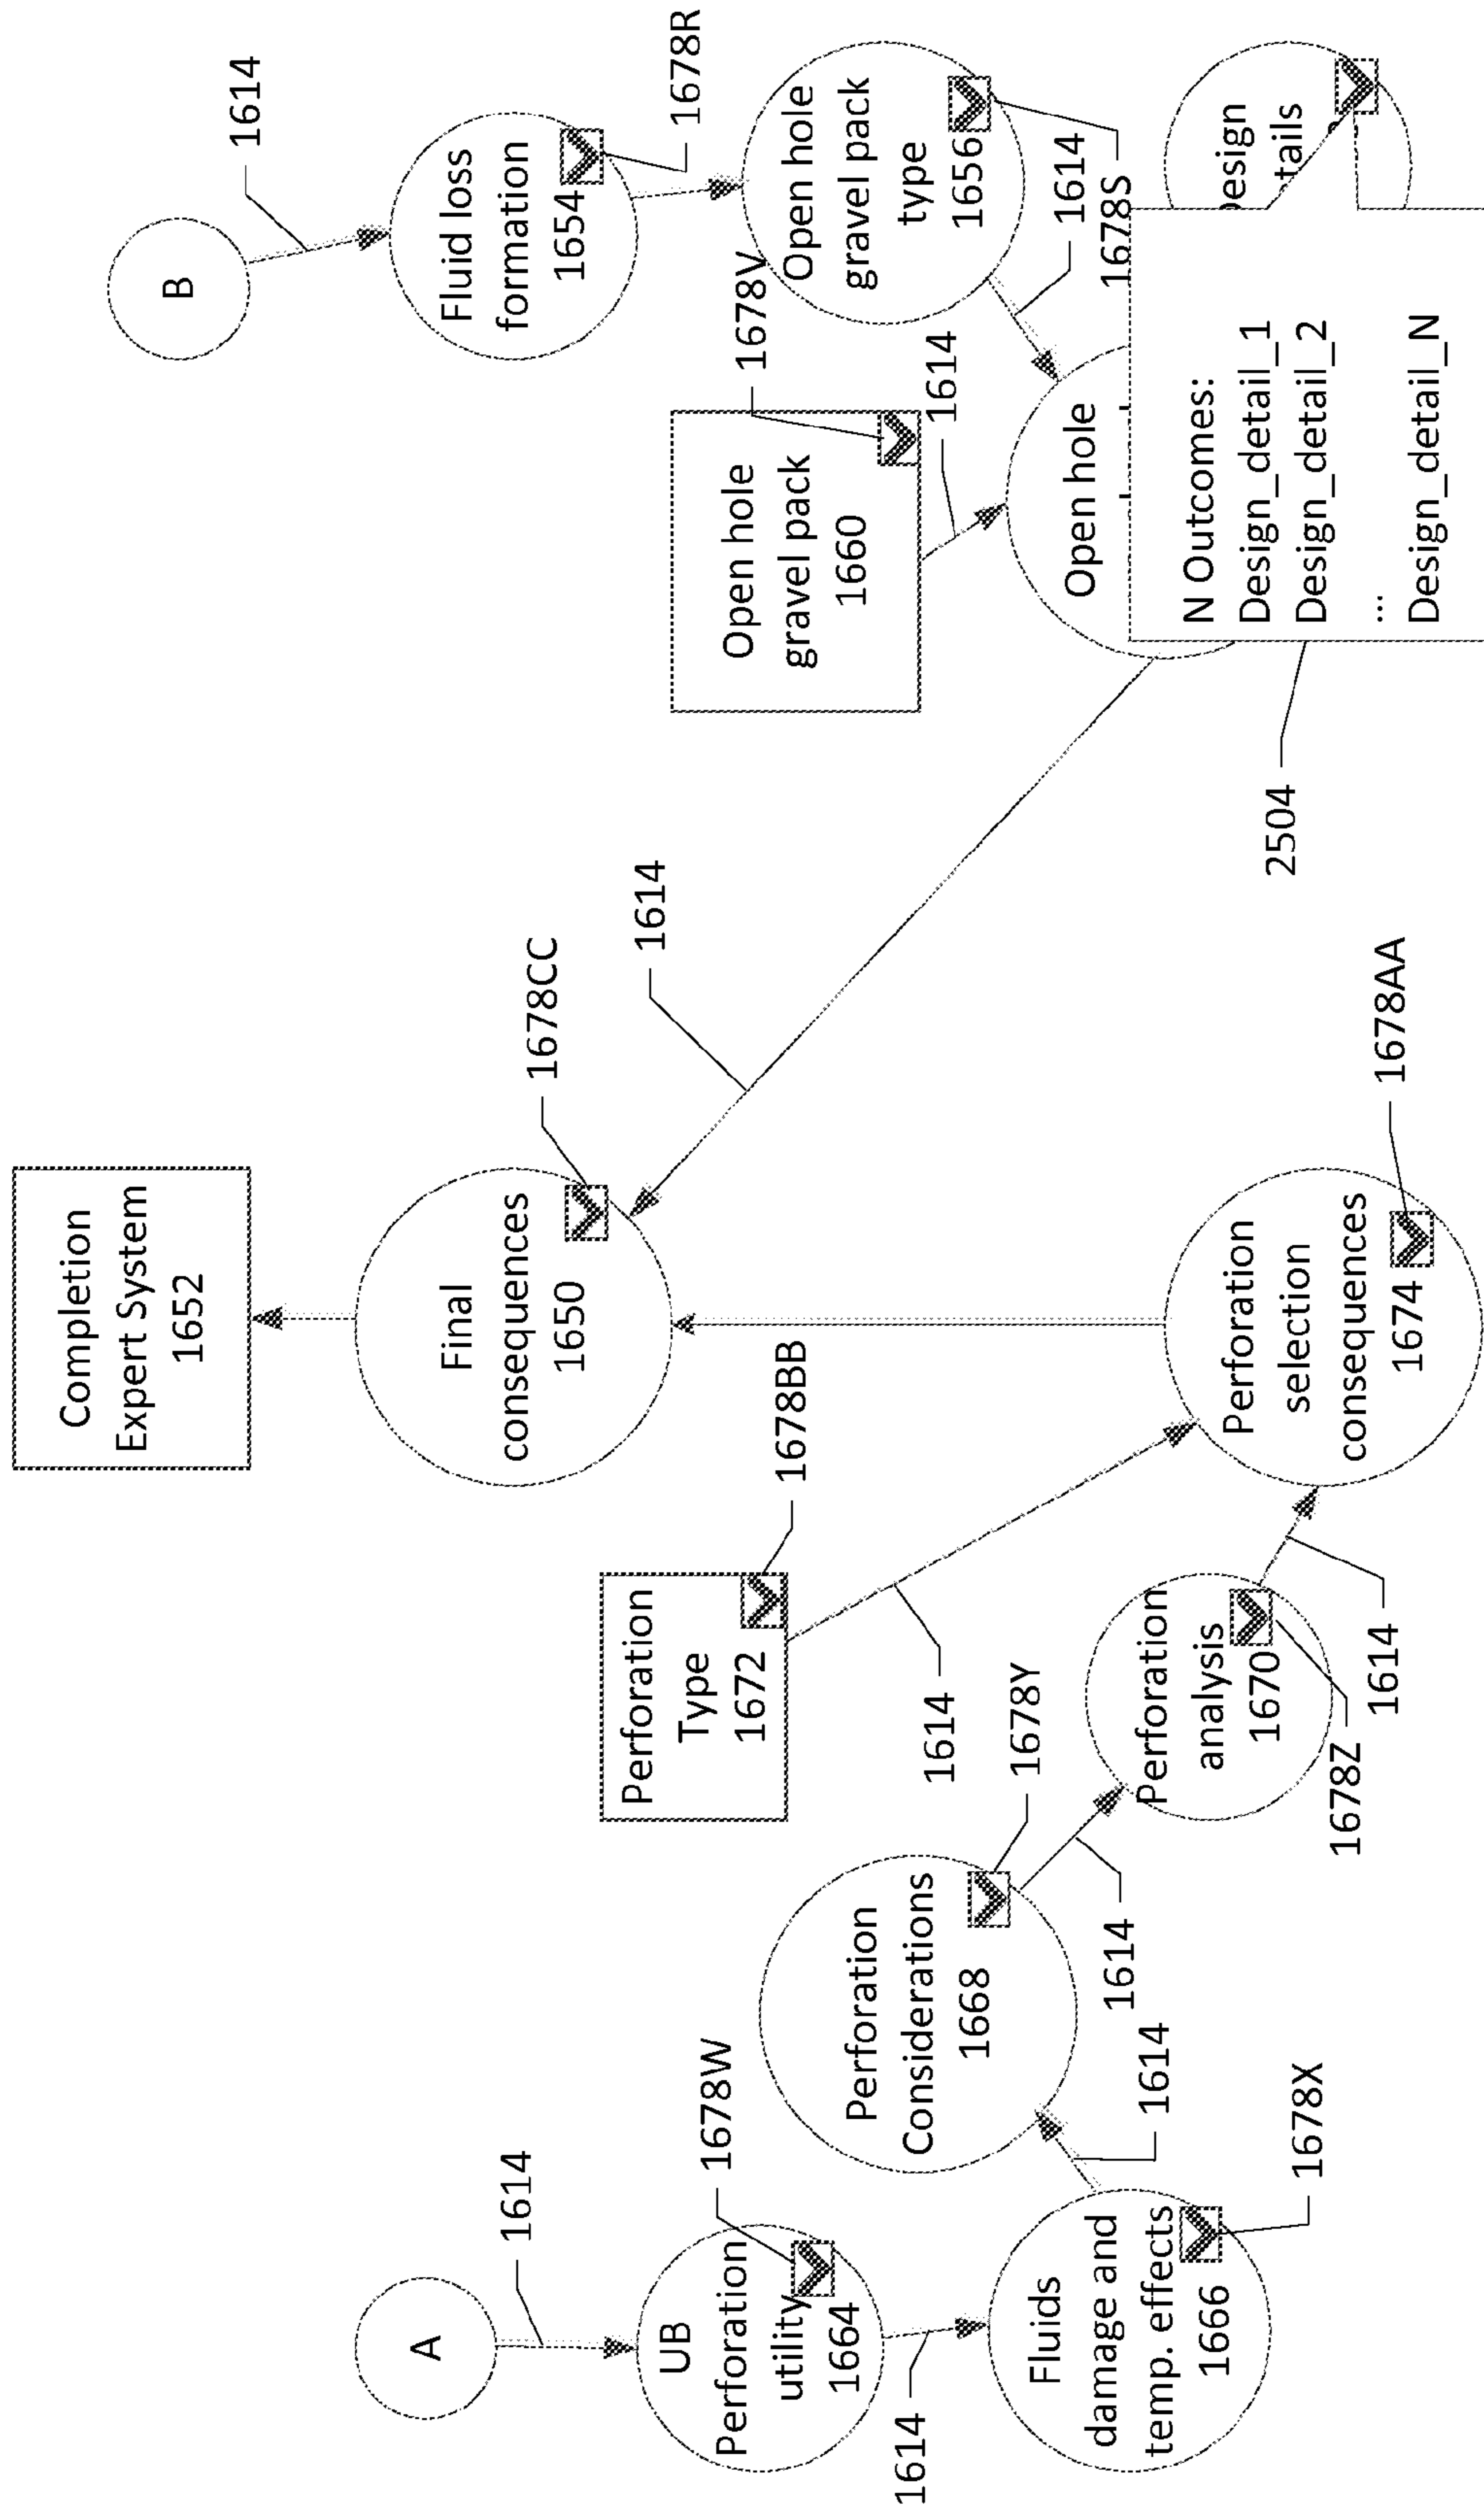 Completion
Expert System
1652
B
1614
A
1614
Final
consequences
1650
1678CC
Fluid loss
formation
1654
1678R
1614
UB
Perforation
utility
1664
1678W
Perforation
Type
1672
1678BB
Open hole
gravel pack
1660
1678V
Open hole
gravel pack
type
1656
1614
1614
1678S
1614
Perforation
Considerations
1668
1678Y
1614
Fluids
damage and
temp. effects
1666
1678X
1614
1614
Perforation
analysis
1670
1678Z
1614
1614
Perforation
selection
consequences
1674
1678AA
Open hole
esign
tails
2504
N Outcomes:
Design_detail_1
Design_detail_2
...
Design_detail_N